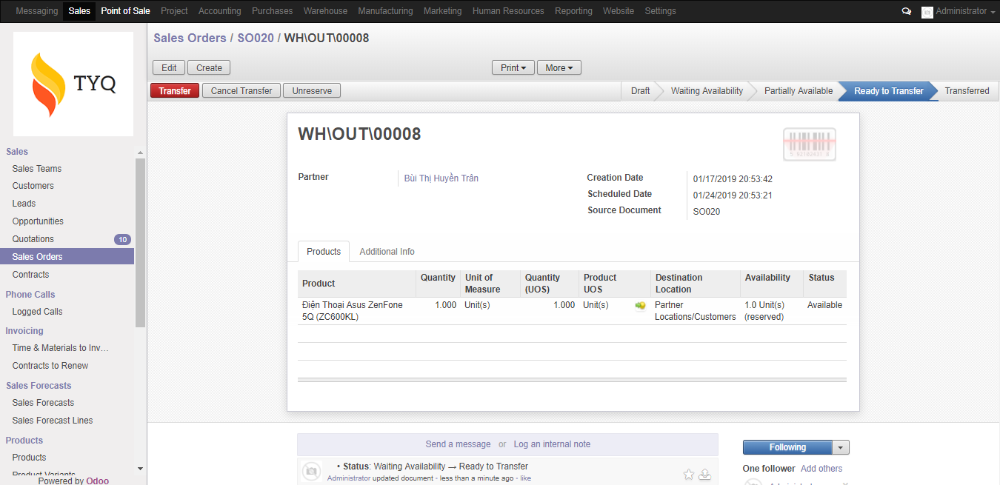 Messaging Sales Point of Sale Project Accounting Purchases Warehouse Manufacturing Marketing Human Resources Reporting Website Settings Administrator
TYQ
Sales
Sales Teams
Customers
Leads
Opportunities
Quotations 10
Sales Orders
Contracts
Phone Calls
Logged Calls
Invoicing
Time & Materials to Inv…
Contracts to Renew
Sales Forecasts
Sales Forecasts
Sales Forecast Lines
Products
Products
Product Variants
Powered by Odoo
Sales Orders / SO020 / WH\OUT\00008
Edit Create Print More
Transfer Cancel Transfer Unreserve Draft Waiting Availability Partially Available Ready to Transfer Transferred
WH\OUT\00008
Partner Bùi Thị Huyền Trân
Creation Date 01/17/2019 20:53:42
Scheduled Date 01/24/2019 20:53:21
Source Document SO020
Products Additional Info
Product Quantity Unit of Measure Quantity (UOS) Product UOS Destination Location Availability Status
Điện Thoại Asus ZenFone 1.000 Unit(s) 1.000 Unit(s) Partner 1.0 Unit(s) Available
5Q (ZC600KL) Locations/Customers (reserved)
Send a message or Log an internal note
• Status: Waiting Availability → Ready to Transfer
Administrator updated document - less than a minute ago - like
Following
One follower Add others